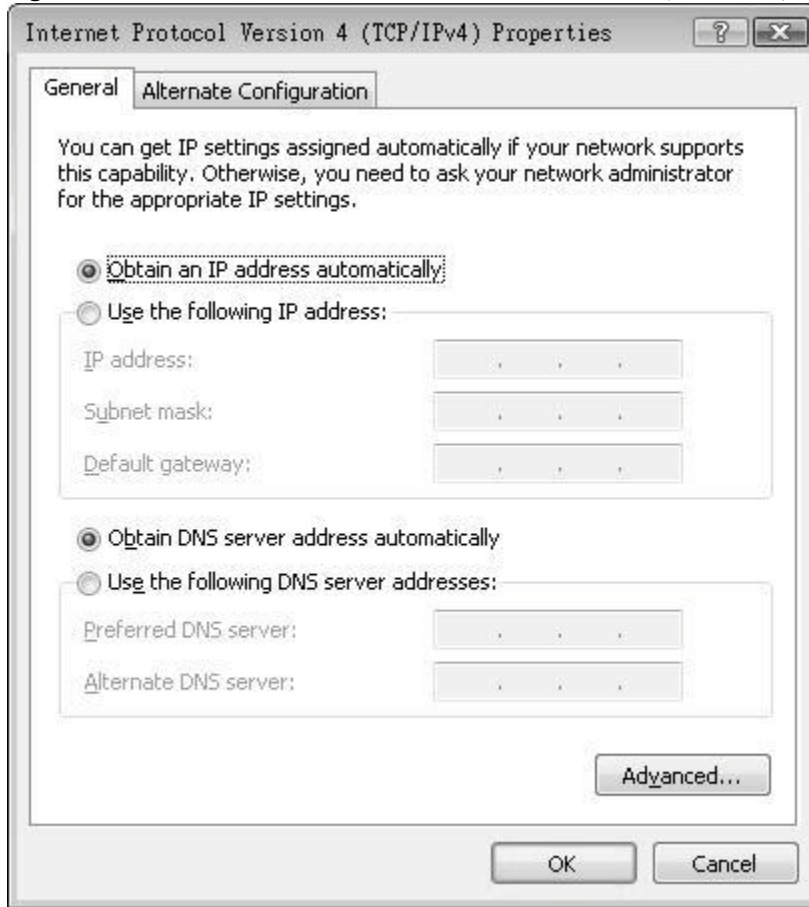 Internet Protocol Version 4 (TCP/IPv4) Properties
General
Alternate Configuration
You can get IP settings assigned automatically if your network supports
this capability. Otherwise, you need to ask your network administrator
for the appropriate IP settings.
Obtain an IP address automatically
Use the following IP address:
IP address:
Subnet mask:
Default gateway:
Obtain DNS server address automatically
Use the following DNS server addresses:
Preferred DNS server:
Alternate DNS server:
Advanced...
OK
Cancel